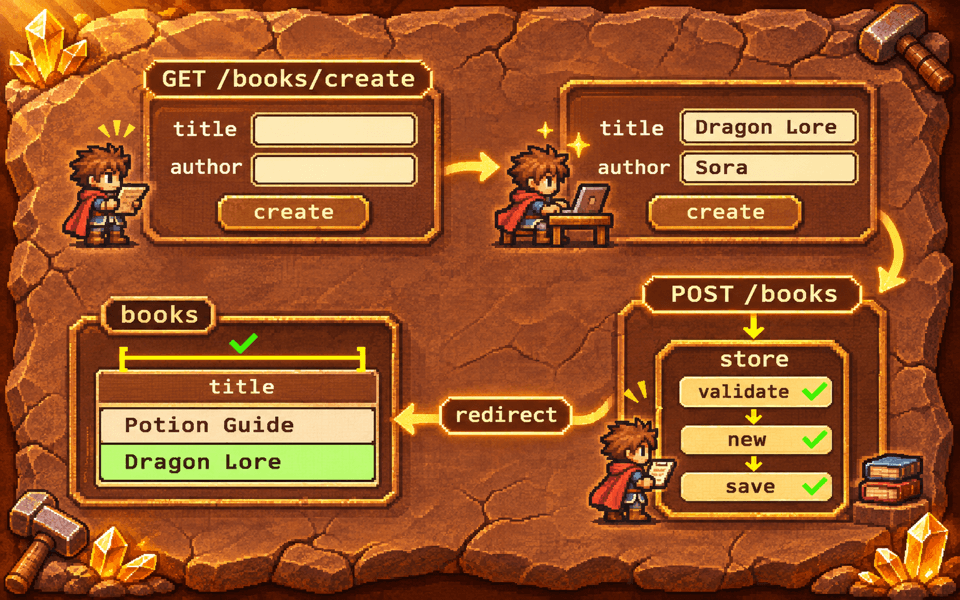 GET /books/create
title
author
create
title Dragon Lore
author Sora
create
POST /books
store
validate
new
save
redirect
books
title
Potion Guide
Dragon Lore